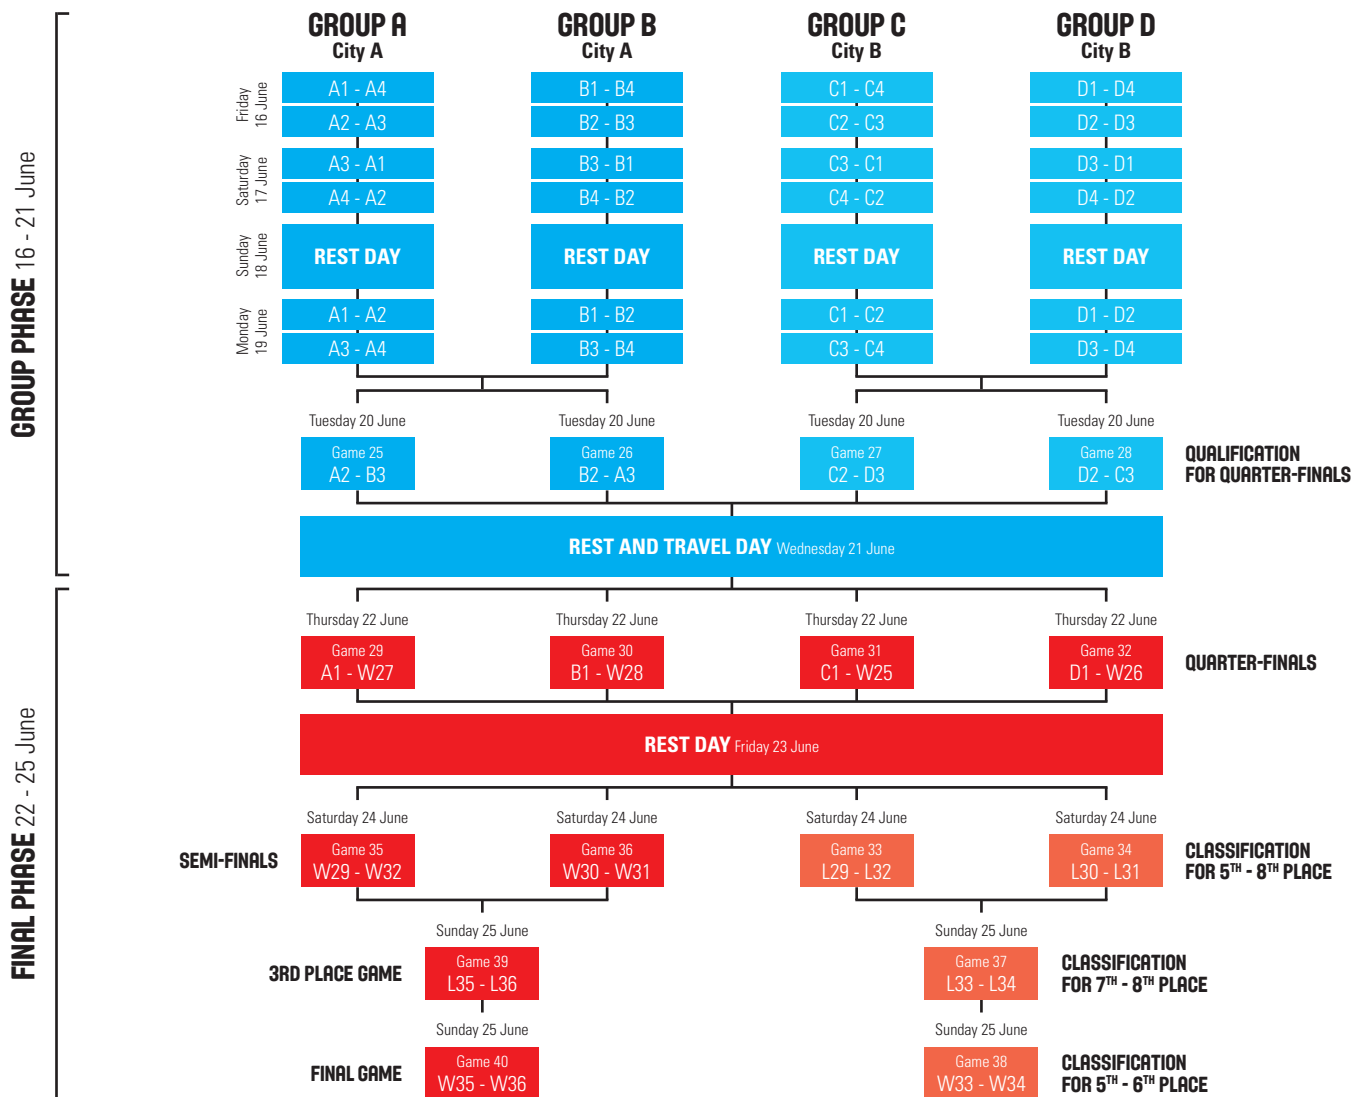 GROUP A
City A
GROUP B
City A
GROUP C
City B
GROUP D
City B
GROUP PHASE 16 - 21 June
Friday
16 June
A1 - A4
B1 - B4
C1 - C4
D1 - D4
A2 - A3
B2 - B3
C2 - C3
D2 - D3
Saturday
17 June
A3 - A1
B3 - B1
C3 - C1
D3 - D1
A4 - A2
B4 - B2
C4 - C2
D4 - D2
Sunday
18 June
REST DAY
REST DAY
REST DAY
REST DAY
Monday
19 June
A1 - A2
B1 - B2
C1 - C2
D1 - D2
A3 - A4
B3 - B4
C3 - C4
D3 - D4
Tuesday 20 June
Game 25
A2 - B3
Tuesday 20 June
Game 26
B2 - A3
Tuesday 20 June
Game 27
C2 - D3
Tuesday 20 June
Game 28
D2 - C3
QUALIFICATION
FOR QUARTER-FINALS
REST AND TRAVEL DAY Wednesday 21 June
FINAL PHASE 22 - 25 June
Thursday 22 June
Game 29
A1 - W27
Thursday 22 June
Game 30
B1 - W28
Thursday 22 June
Game 31
C1 - W25
Thursday 22 June
Game 32
D1 - W26
QUARTER-FINALS
REST DAY Friday 23 June
SEMI-FINALS
Saturday 24 June
Game 35
W29 - W32
Saturday 24 June
Game 36
W30 - W31
Saturday 24 June
Game 33
L29 - L32
Saturday 24 June
Game 34
L30 - L31
CLASSIFICATION
FOR 5TH - 8TH PLACE
3RD PLACE GAME
Sunday 25 June
Game 39
L35 - L36
Sunday 25 June
Game 37
L33 - L34
CLASSIFICATION
FOR 7TH - 8TH PLACE
FINAL GAME
Sunday 25 June
Game 40
W35 - W36
Sunday 25 June
Game 38
W33 - W34
CLASSIFICATION
FOR 5TH - 6TH PLACE